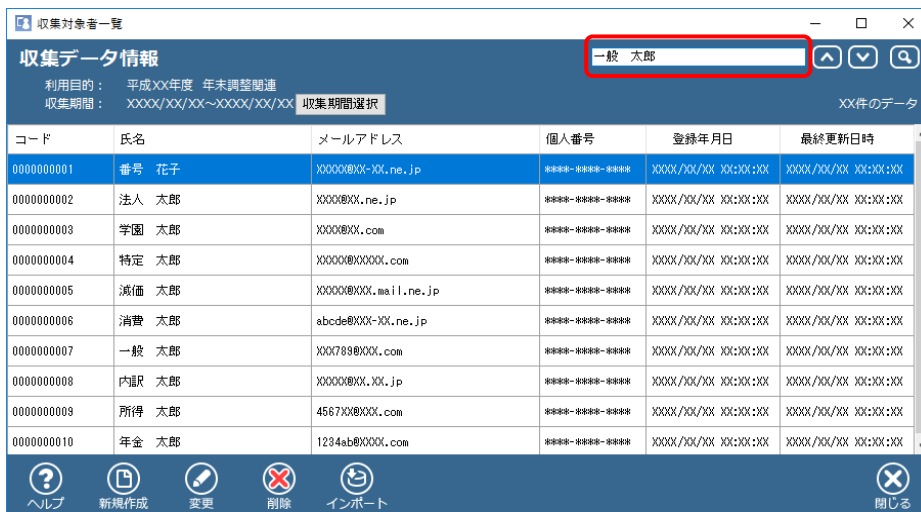 収集対象者一覧
収集データ情報
一般　太郎
利用目的：　平成XX年度　年末調整関連
収集期間：　XXXX/XX/XX～XXXX/XX/XX 収集期間選択
XX件のデータ
コード 氏名 メールアドレス 個人番号 登録年月日 最終更新日時
0000000001 番号　花子 XXXXX@XX-XX.ne.jp ****-****-**** XXXX/XX/XX XX:XX:XX XXXX/XX/XX XX:XX:XX
0000000002 法人　太郎 XXXX@XX.ne.jp ****-****-**** XXXX/XX/XX XX:XX:XX XXXX/XX/XX XX:XX:XX
0000000003 学園　太郎 XXXX@XX.com ****-****-**** XXXX/XX/XX XX:XX:XX XXXX/XX/XX XX:XX:XX
0000000004 特定　太郎 XXXXX@XXXXX.com ****-****-**** XXXX/XX/XX XX:XX:XX XXXX/XX/XX XX:XX:XX
0000000005 減価　太郎 XXXXX@XXX.mail.ne.jp ****-****-**** XXXX/XX/XX XX:XX:XX XXXX/XX/XX XX:XX:XX
0000000006 消費　太郎 abcde@XXX-XX.ne.jp ****-****-**** XXXX/XX/XX XX:XX:XX XXXX/XX/XX XX:XX:XX
0000000007 一般　太郎 XXX789@XXX.com ****-****-**** XXXX/XX/XX XX:XX:XX XXXX/XX/XX XX:XX:XX
0000000008 内訳　太郎 XXXXX@XX.XX.jp ****-****-**** XXXX/XX/XX XX:XX:XX XXXX/XX/XX XX:XX:XX
0000000009 所得　太郎 4567XX@XXX.com ****-****-**** XXXX/XX/XX XX:XX:XX XXXX/XX/XX XX:XX:XX
0000000010 年金　太郎 1234ab@XXXX.com ****-****-**** XXXX/XX/XX XX:XX:XX XXXX/XX/XX XX:XX:XX
ヘルプ 新規作成 変更 削除 インポート 閉じる